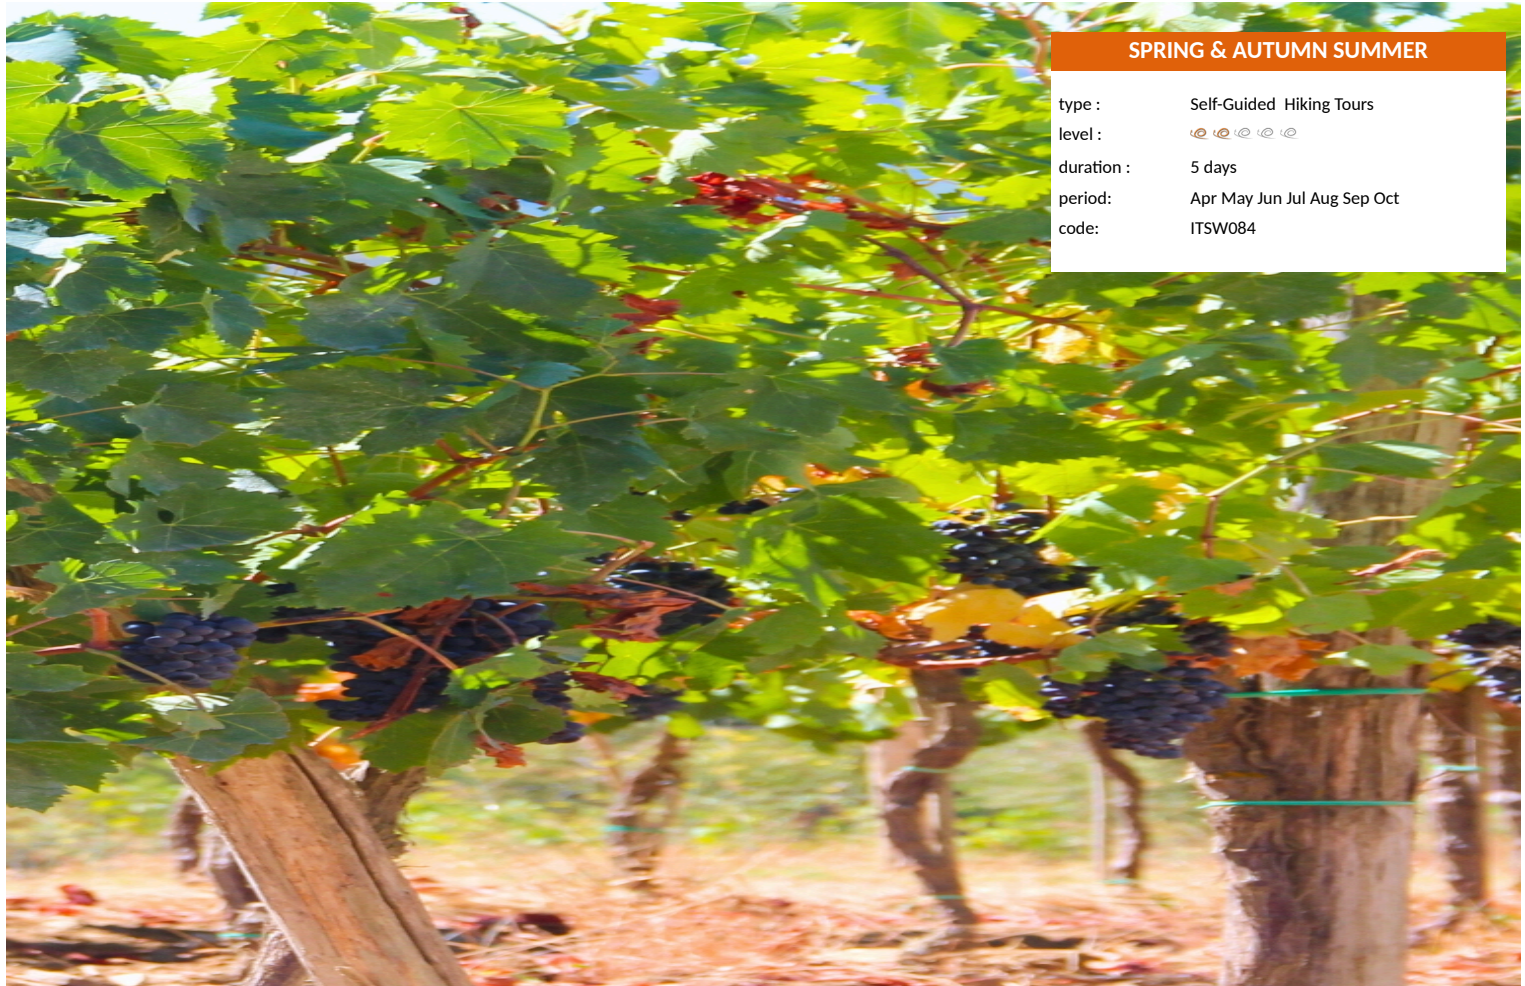 SPRING & AUTUMN SUMMER
type : Self-Guided  Hiking Tours
level :
duration : 5 days
period: Apr May Jun Jul Aug Sep Oct
code: ITSW084